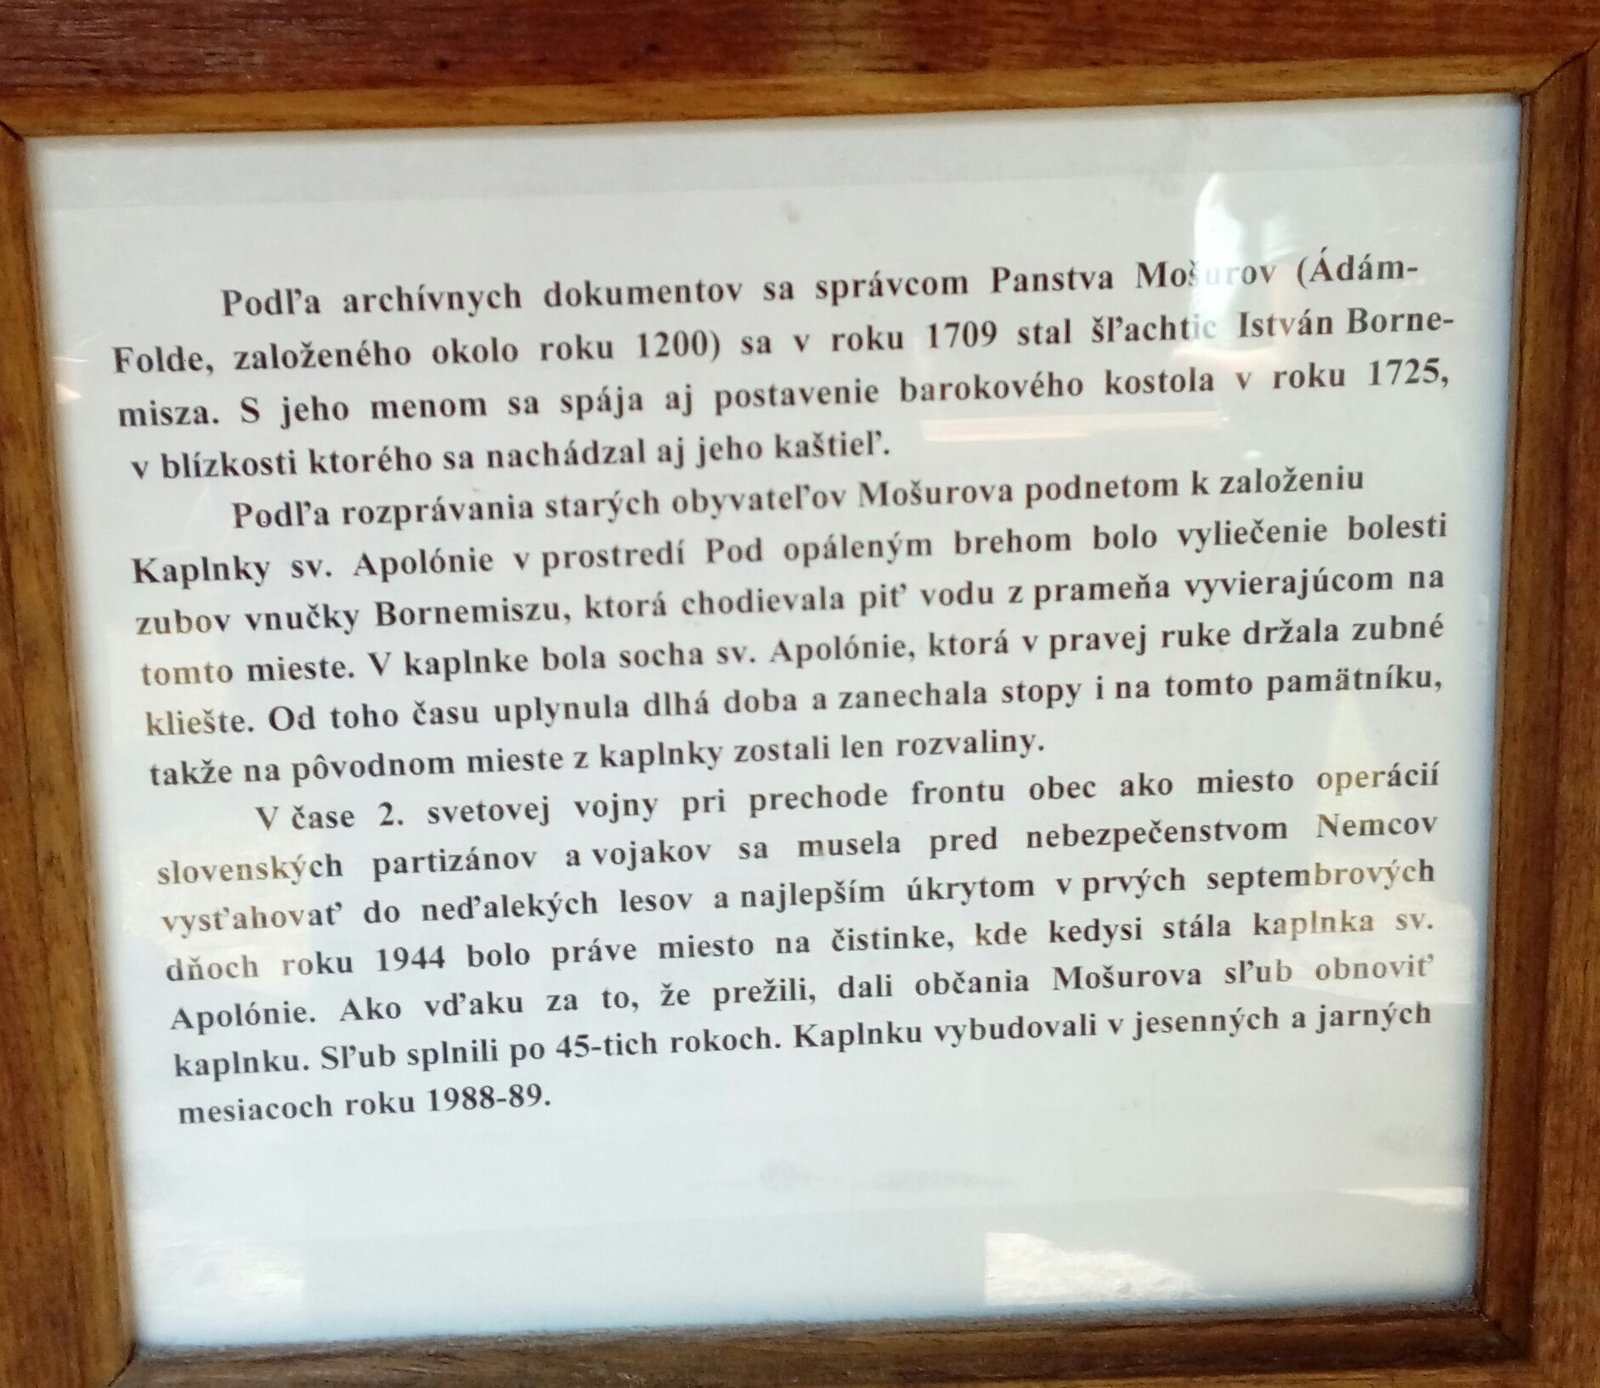 Podľa archívnych dokumentov sa správcom Panstva Mošurov (Ádám-
Folde, založeného okolo roku 1200) sa v roku 1709 stal šľachtic István Borne-
misza. S jeho menom sa spája aj postavenie barokového kostola v roku 1725,
v blízkosti ktorého sa nachádzal aj jeho kaštieľ.
Podľa rozprávania starých obyvateľov Mošurova podnetom k založeniu
Kaplnky sv. Apolónie v prostredí Pod opáleným brehom bolo vyliečenie bolesti
zubov vnučky Bornemiszu, ktorá chodievala piť vodu z prameňa vyvierajúcom na
tomto mieste. V kaplnke bola socha sv. Apolónie, ktorá v pravej ruke držala zubné
kliešte. Od toho času uplynula dlhá doba a zanechala stopy i na tomto pamätníku,
takže na pôvodnom mieste z kaplnky zostali len rozvaliny.
V čase 2. svetovej vojny pri prechode frontu obec ako miesto operácií
slovenských partizánov a vojakov sa musela pred nebezpečenstvom Nemcov
vysťahovať do neďalekých lesov a najlepším úkrytom v prvých septembrových
dňoch roku 1944 bolo práve miesto na čistinke, kde kedysi stála kaplnka sv.
Apolónie. Ako vďaku za to, že prežili, dali občania Mošurova sľub obnoviť
kaplnku. Sľub splnili po 45-tich rokoch. Kaplnku vybudovali v jesenných a jarných
mesiacoch roku 1988-89.